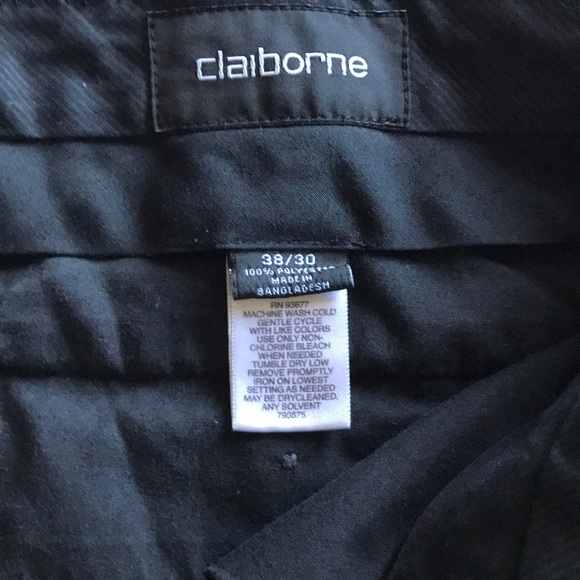 claiborne
38/30
100% POLYESTER
MADE IN
BANGLADESH
RN 93677
MACHINE WASH COLD
GENTLE CYCLE
WITH LIKE COLORS
USE ONLY NON-
CHLORINE BLEACH
WHEN NEEDED
TUMBLE DRY LOW
REMOVE PROMPTLY
IRON ON LOWEST
SETTING AS NEEDED
MAY BE DRYCLEANED.
ANY SOLVENT
790875